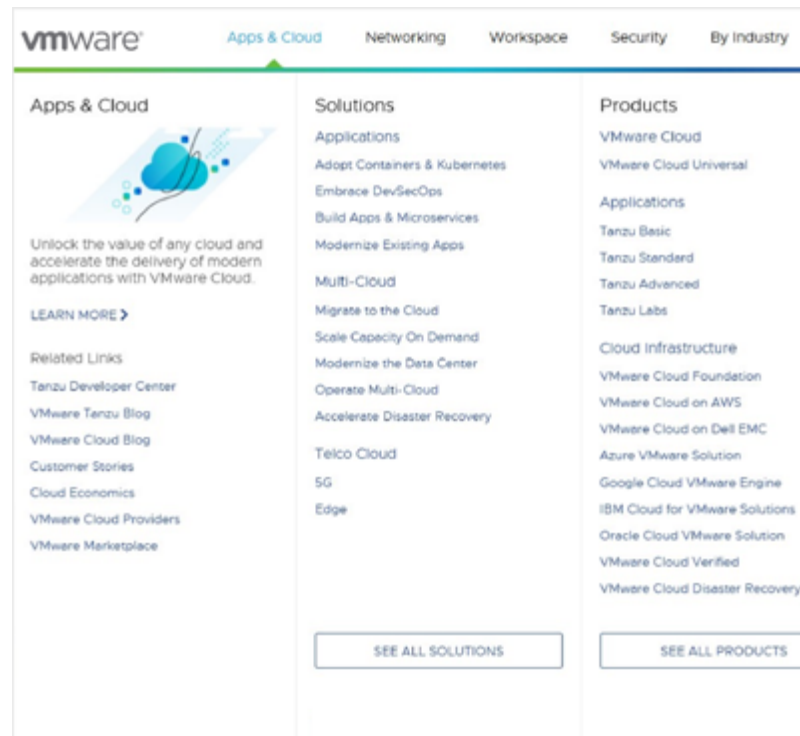 vmware®
Apps & Cloud
Networking
Workspace
Security
By Industry
Apps & Cloud
Unlock the value of any cloud and
accelerate the delivery of modern
applications with VMware Cloud.
LEARN MORE
Related Links
Tanzu Developer Center
VMware Tanzu Blog
VMware Cloud Blog
Customer Stories
Cloud Economics
VMware Cloud Providers
VMware Marketplace
Solutions
Applications
Adopt Containers & Kubernetes
Embrace DevSecOps
Build Apps & Microservices
Modernize Existing Apps
Multi-Cloud
Migrate to the Cloud
Scale Capacity On Demand
Modernize the Data Center
Operate Multi-Cloud
Accelerate Disaster Recovery
Telco Cloud
5G
Edge
SEE ALL SOLUTIONS
Products
VMware Cloud
VMware Cloud Universal
Applications
Tanzu Basic
Tanzu Standard
Tanzu Advanced
Tanzu Labs
Cloud Infrastructure
VMware Cloud Foundation
VMware Cloud on AWS
VMware Cloud on Dell EMC
Azure VMware Solution
Google Cloud VMware Engine
IBM Cloud for VMware Solutions
Oracle Cloud VMware Solution
VMware Cloud Verified
VMware Cloud Disaster Recovery
SEE ALL PRODUCTS